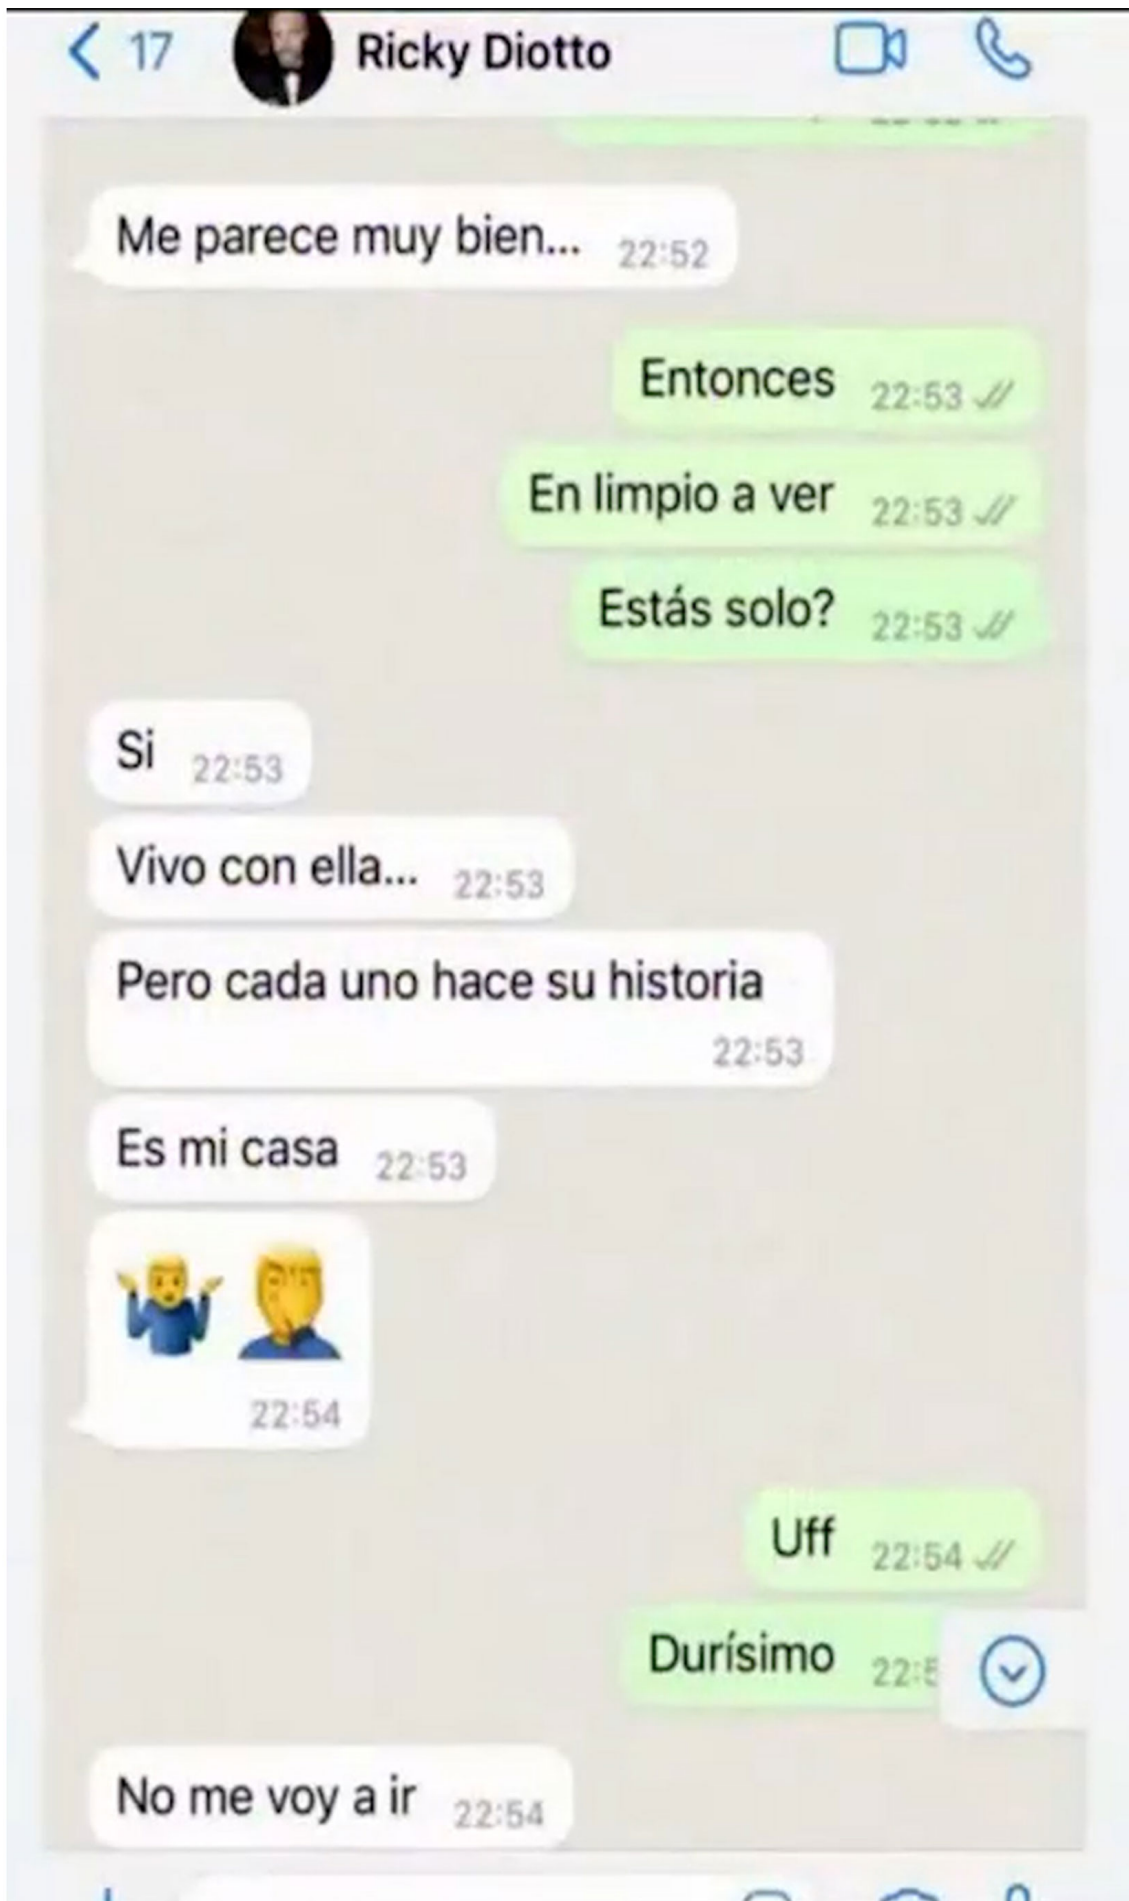 17 Ricky Diotto
Me parece muy bien... 22:52
Entonces 22:53
En limpio a ver 22:53
Estás solo? 22:53
Si 22:53
Vivo con ella... 22:53
Pero cada uno hace su historia
22:53
Es mi casa 22:53
22:54
Uff 22:54
Durísimo 22:5
No me voy a ir 22:54